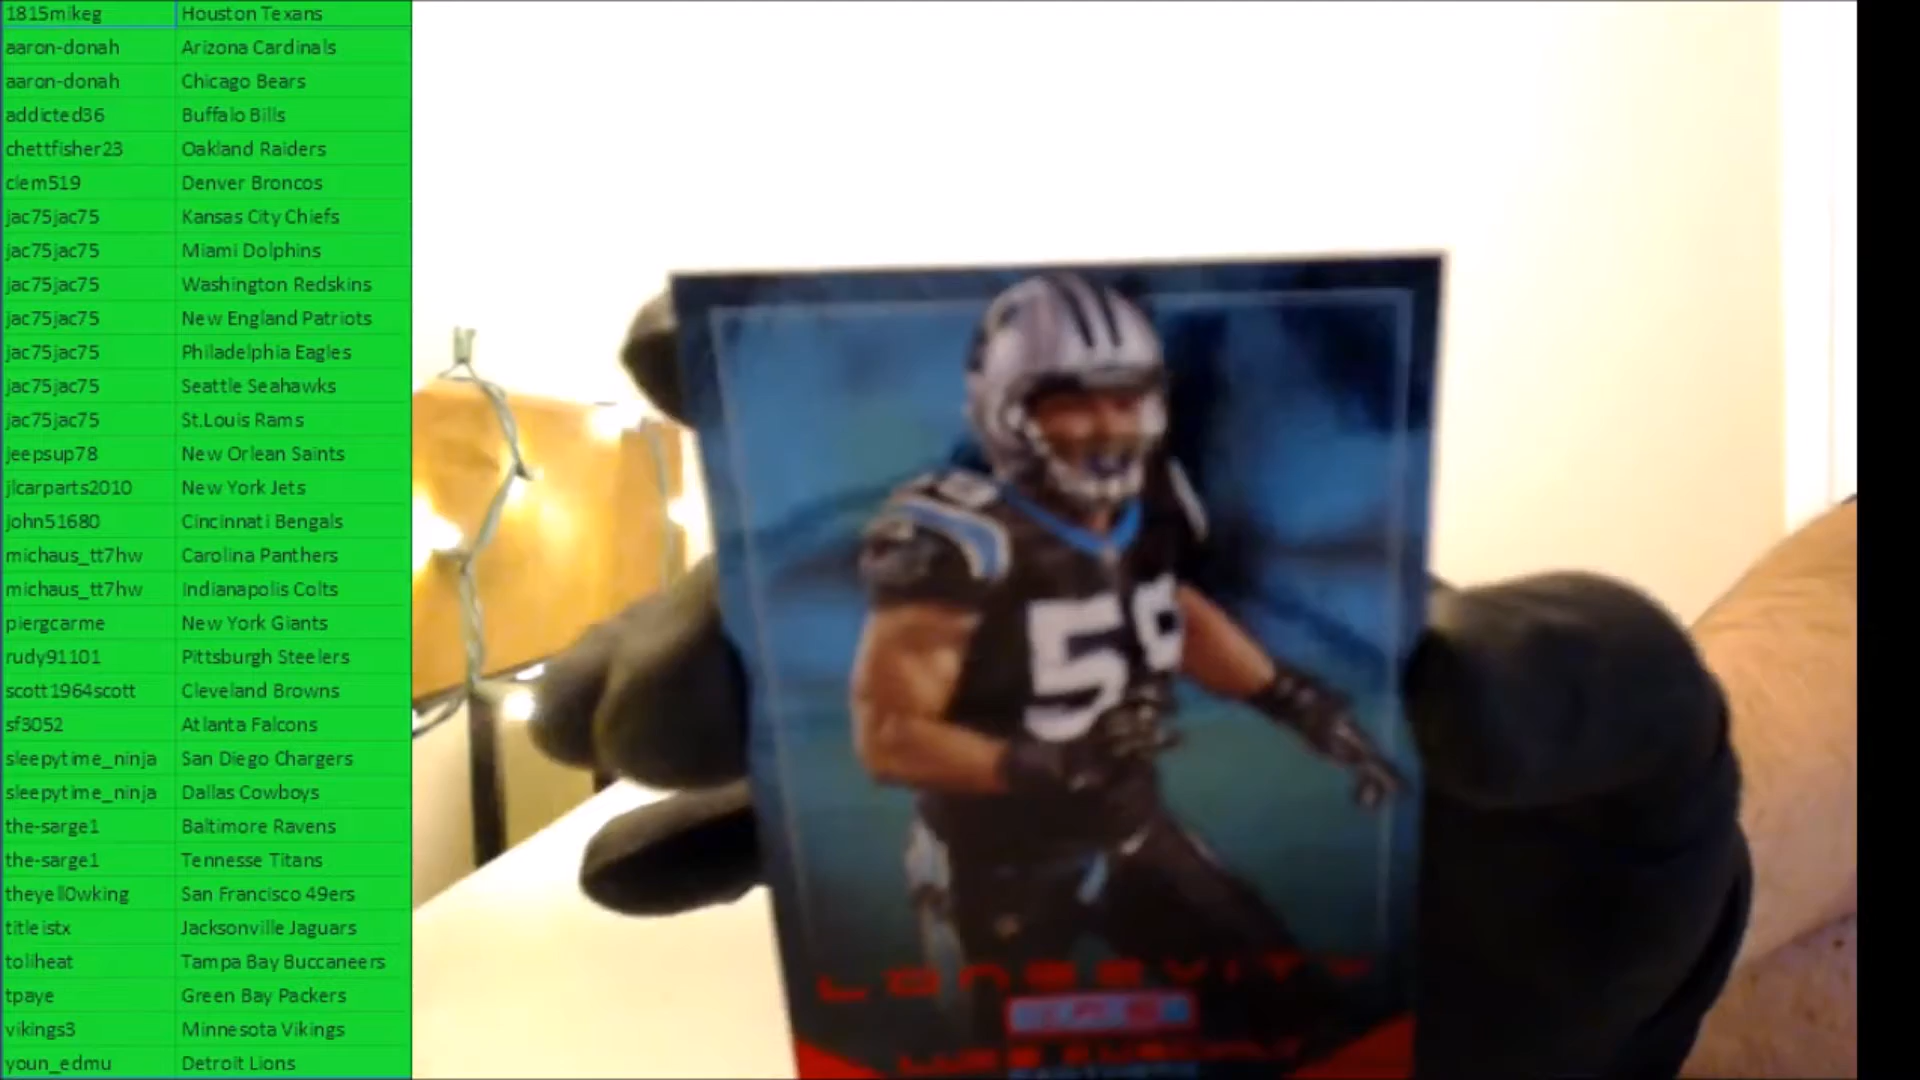 1815mikeg Houston Texans
aaron-donah Arizona Cardinals
aaron-donah Chicago Bears
addicted36 Buffalo Bills
chettfisher23 Oakland Raiders
clem519 Denver Broncos
jac75jac75 Kansas City Chiefs
jac75jac75 Miami Dolphins
jac75jac75 Washington Redskins
jac75jac75 New England Patriots
jac75jac75 Philadelphia Eagles
jac75jac75 Seattle Seahawks
jac75jac75 St.Louis Rams
jeepsup78 New Orlean Saints
jlcarparts2010 New York Jets
john51680 Cincinnati Bengals
michaus_tt7hw Carolina Panthers
michaus_tt7hw Indianapolis Colts
piergcarme New York Giants
rudy91101 Pittsburgh Steelers
scott1964scott Cleveland Browns
sf3052 Atlanta Falcons
sleepytime_ninja San Diego Chargers
sleepytime_ninja Dallas Cowboys
the-sarge1 Baltimore Ravens
the-sarge1 Tennesse Titans
theyell0wking San Francisco 49ers
titleistx Jacksonville Jaguars
toliheat Tampa Bay Buccaneers
tpaye Green Bay Packers
vikings3 Minnesota Vikings
youn_edmu Detroit Lions
59
LONGEVITY
LUKE KUECHLY